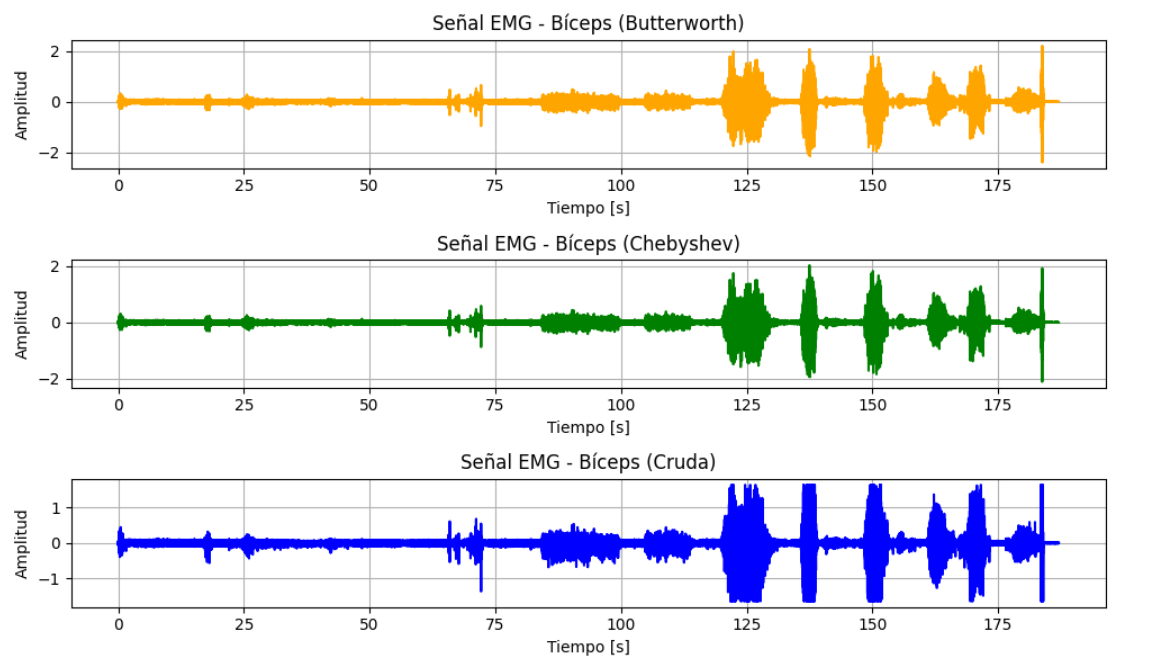 Señal EMG - Bíceps (Butterworth)
Amplitud
2
0
−2
0 25 50 75 100 125 150 175
Tiempo [s]
Señal EMG - Bíceps (Chebyshev)
Amplitud
2
0
−2
0 25 50 75 100 125 150 175
Tiempo [s]
Señal EMG - Bíceps (Cruda)
Amplitud
1
0
−1
0 25 50 75 100 125 150 175
Tiempo [s]